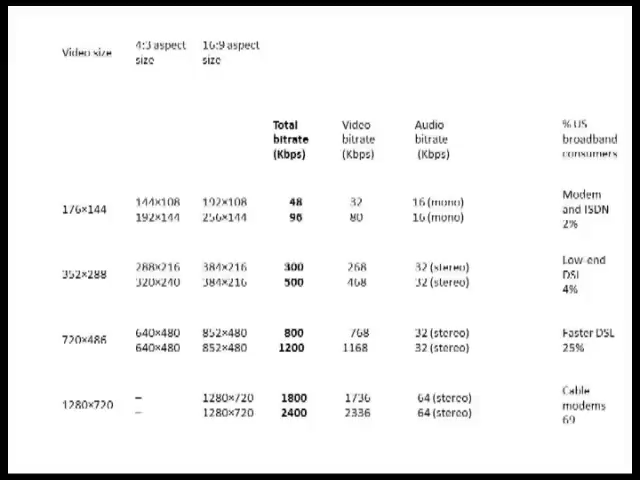 Video size 4:3 aspect size 16:9 aspect size
Total bitrate (Kbps) Video bitrate (Kbps) Audio bitrate (Kbps) % US broadband consumers
176×144 144×108 192×108 48 32 16 (mono) Modem and ISDN 2%
192×144 256×144 96 80 16 (mono)
352×288 288×216 384×216 300 268 32 (stereo) Low-end DSL 4%
320×240 384×216 500 468 32 (stereo)
720×486 640×480 852×480 800 768 32 (stereo) Faster DSL 25%
640×480 852×480 1200 1168 32 (stereo)
1280×720 – 1280×720 1800 1736 64 (stereo) Cable modems 69
– 1280×720 2400 2336 64 (stereo)